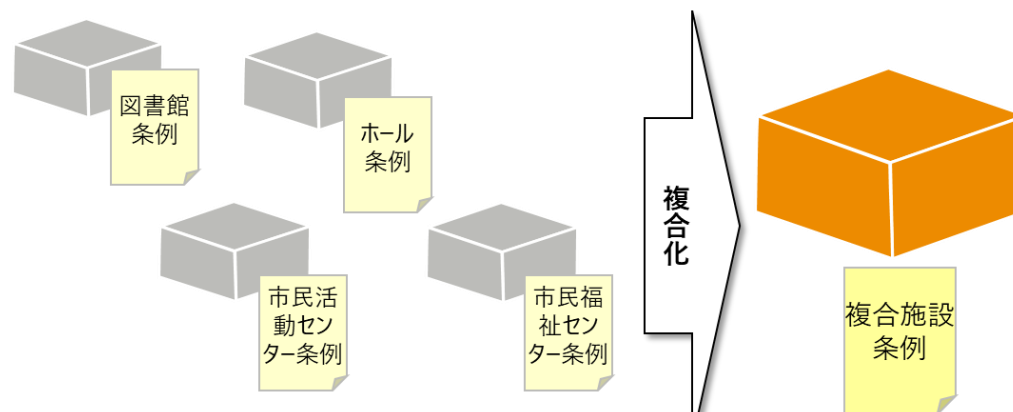 図書館
条例
ホール
条例
市民活
動セン
ター条例
市民福
祉セン
ター条例
複合化
複合施設
条例